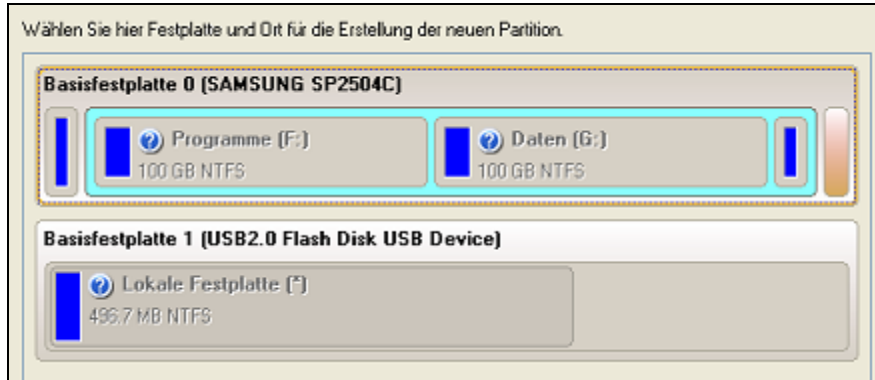 Wählen Sie hier Festplatte und Ort für die Erstellung der neuen Partition.
Basisfestplatte 0 (SAMSUNG SP2504C)
Programme (F:)
100 GB NTFS
Daten (G:)
100 GB NTFS
Basisfestplatte 1 (USB2.0 Flash Disk USB Device)
Lokale Festplatte (*)
496.7 MB NTFS